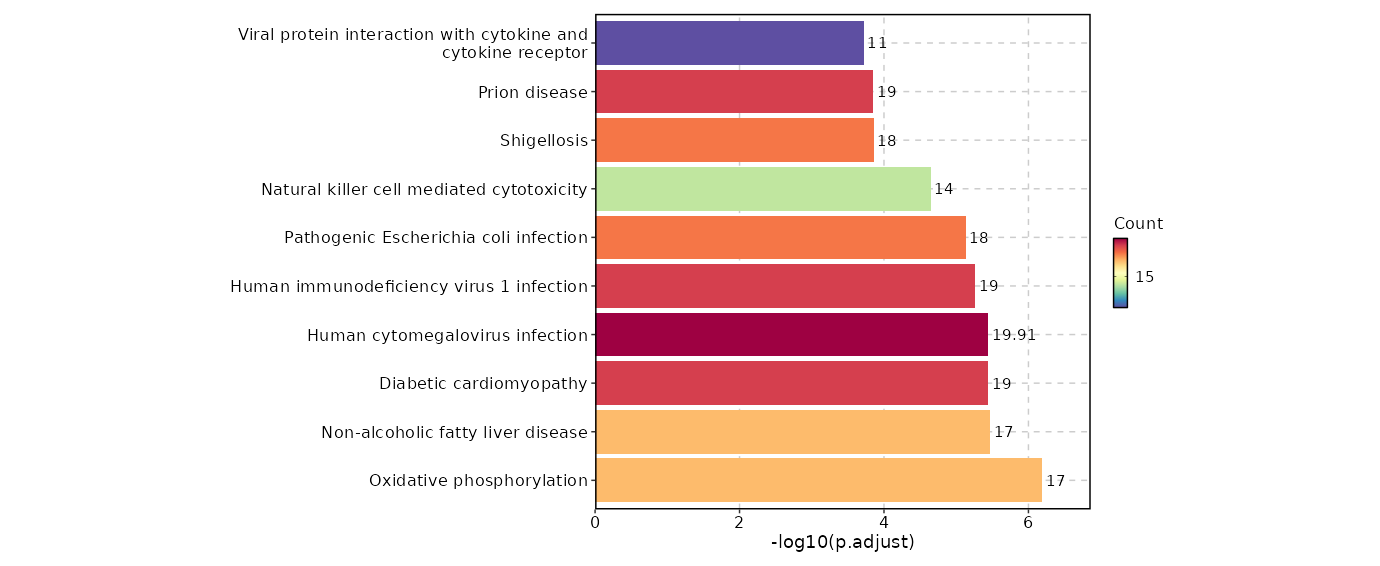 Viral protein interaction with cytokine and
cytokine receptor
11
Prion disease
19
Shigellosis
18
Natural killer cell mediated cytotoxicity
14
Pathogenic Escherichia coli infection
18
Human immunodeficiency virus 1 infection
19
Human cytomegalovirus infection
19.91
Diabetic cardiomyopathy
19
Non-alcoholic fatty liver disease
17
Oxidative phosphorylation
17
0 2 4 6
-log10(p.adjust)
Count
15